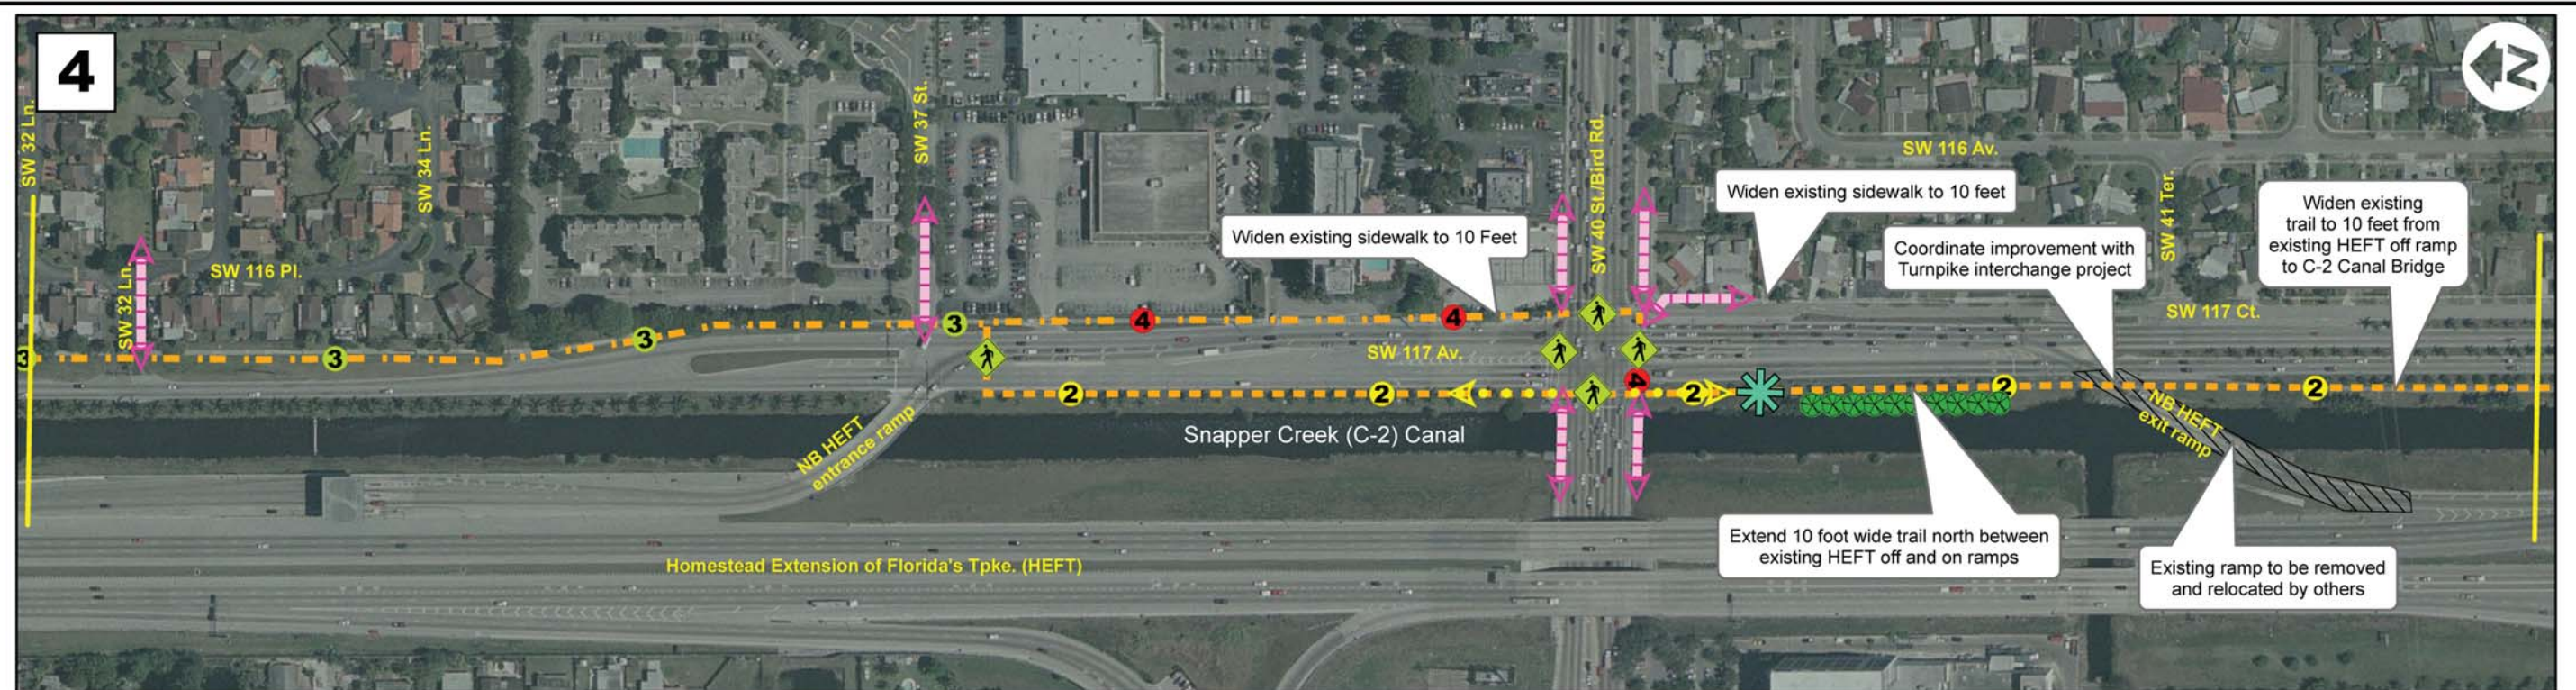 4
N
SW 32 Ln.
SW 32 Ln.
SW 116 Pl.
SW 34 Ln.
SW 37 St.
SW 40 St./Bird Rd.
SW 116 Av.
SW 41 Ter.
SW 117 Ct.
SW 117 Av.
Widen existing sidewalk to 10 Feet
Widen existing sidewalk to 10 feet
Coordinate improvement with
Turnpike interchange project
Widen existing
trail to 10 feet from
existing HEFT off ramp
to C-2 Canal Bridge
3
3
3
3
4
4
2
2
4
2
2
2
NB HEFT
entrance ramp
Snapper Creek (C-2) Canal
NB HEFT
exit ramp
Extend 10 foot wide trail north between
existing HEFT off and on ramps
Existing ramp to be removed
and relocated by others
Homestead Extension of Florida's Tpke. (HEFT)